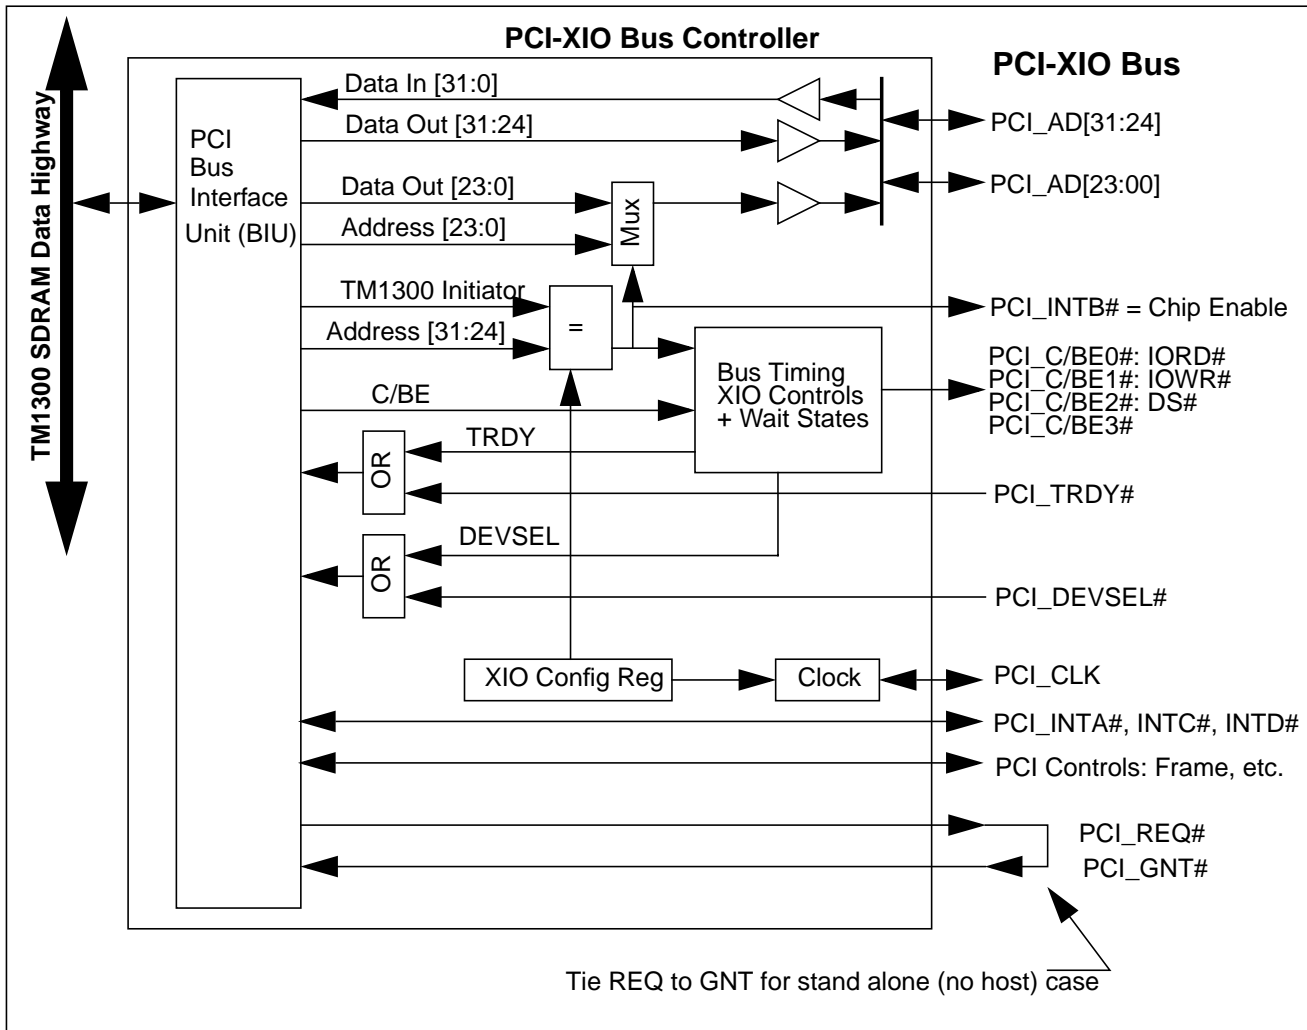 PCI-XIO Bus Controller
PCI-XIO Bus
TM1300 SDRAM Data Highway
PCI
Bus
Interface
Unit (BIU)
Data In [31:0]
Data Out [31:24]
Data Out [23:0]
Address [23:0]
Mux
TM1300 Initiator
Address [31:24]
=
C/BE
TRDY
OR
DEVSEL
OR
Bus Timing
XIO Controls
+ Wait States
XIO Config Reg
Clock
PCI_AD[31:24]
PCI_AD[23:00]
PCI_INTB# = Chip Enable
PCI_C/BE0#: IORD#
PCI_C/BE1#: IOWR#
PCI_C/BE2#: DS#
PCI_C/BE3#
PCI_TRDY#
PCI_DEVSEL#
PCI_CLK
PCI_INTA#, INTC#, INTD#
PCI Controls: Frame, etc.
PCI_REQ#
PCI_GNT#
Tie REQ to GNT for stand alone (no host) case